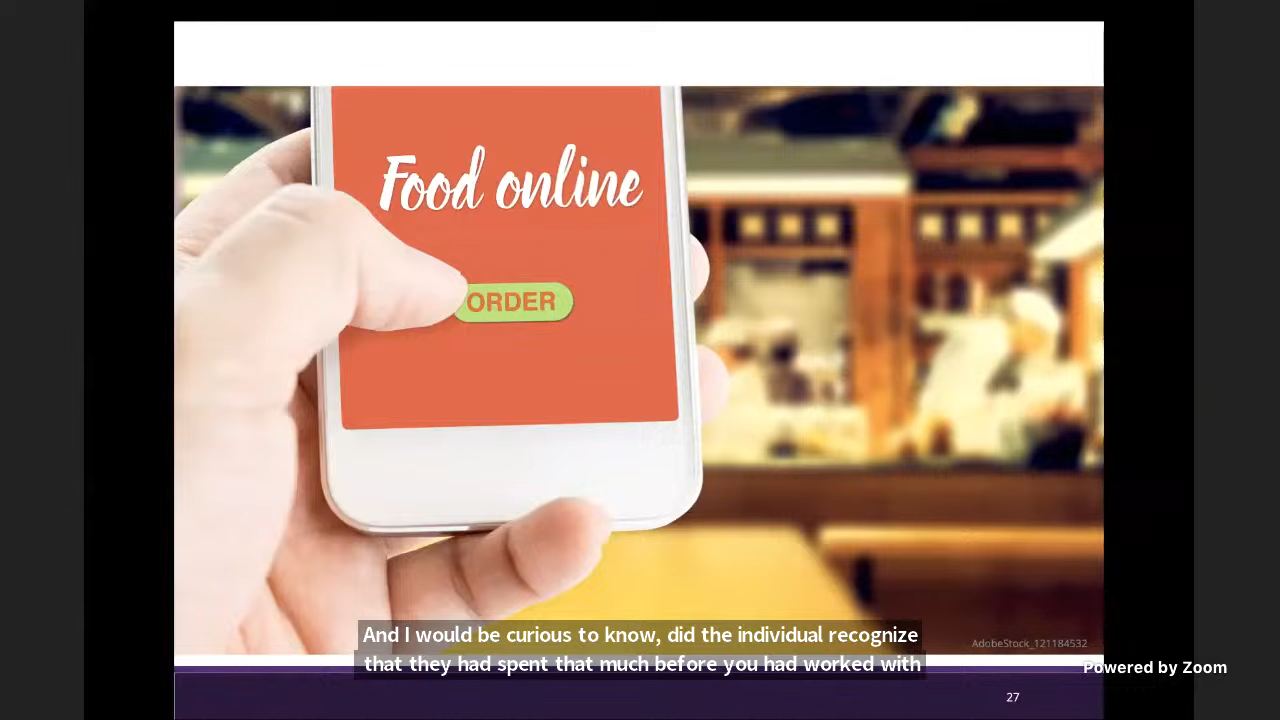 Food online
ORDER
AdobeStock_121184532
And I would be curious to know, did the individual recognize
that they had spent that much before you had worked with
Powered by Zoom
27